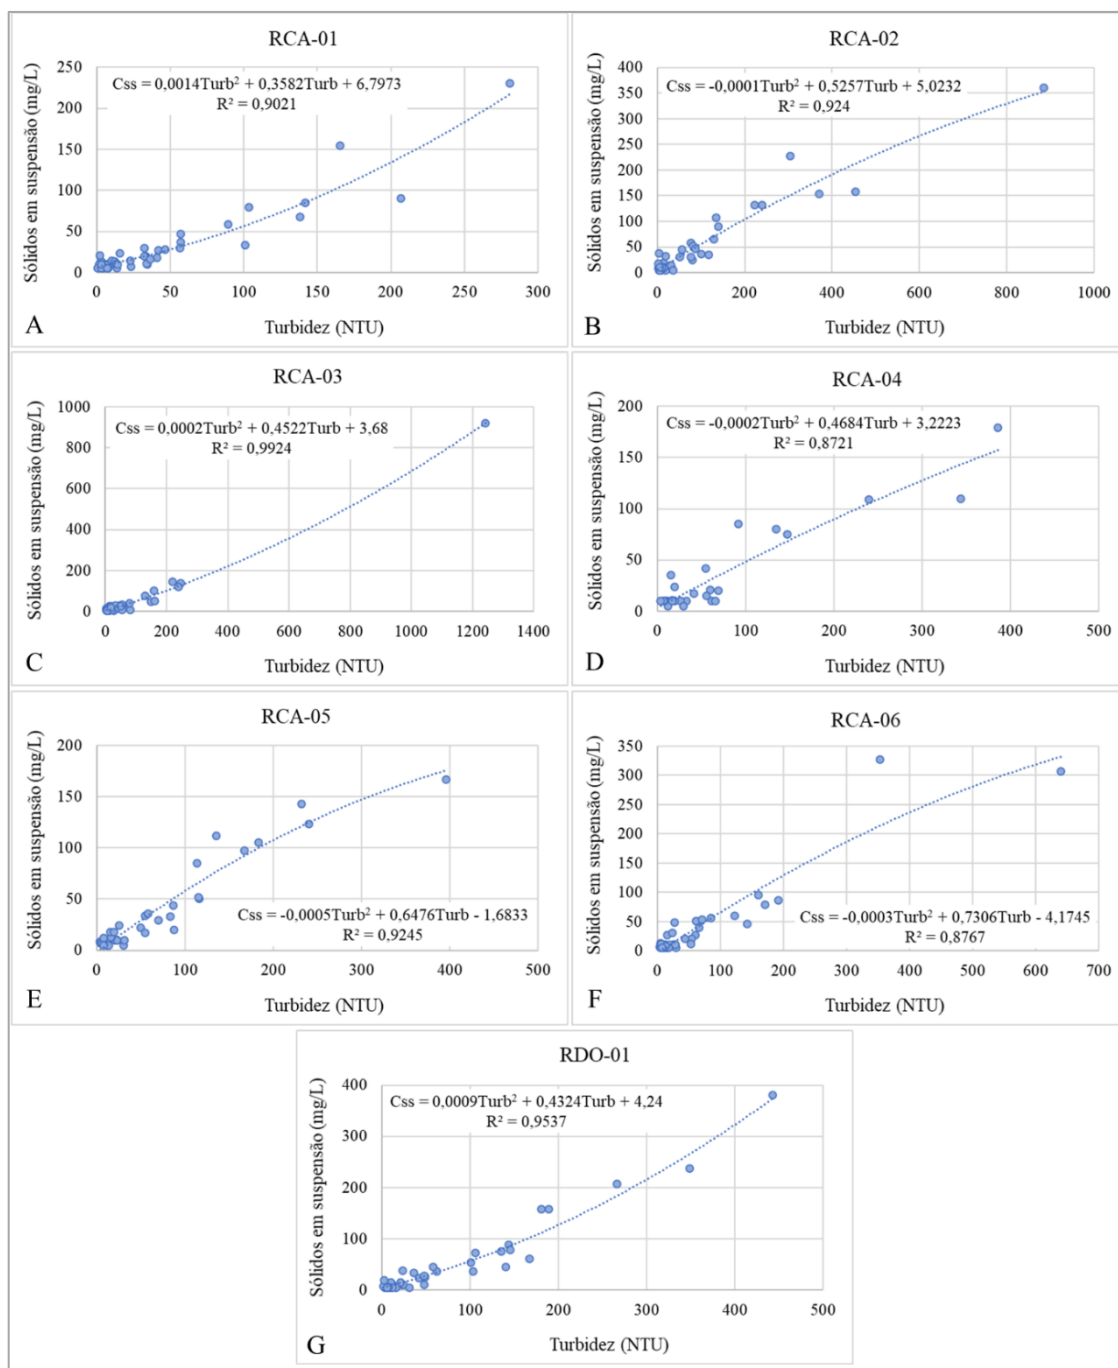 RCA-01
Css = 0,0014Turb² + 0,3582Turb + 6,7973
R² = 0,9021
Sólidos em suspensão (mg/L)
250
200
150
100
50
0
0 50 100 150 200 250 300
Turbidez (NTU)
A
RCA-02
Css = -0,0001Turb² + 0,5257Turb + 5,0232
R² = 0,924
Sólidos em suspensão (mg/L)
400
350
300
250
200
150
100
50
0
0 200 400 600 800 1000
Turbidez (NTU)
B
RCA-03
Css = 0,0002Turb² + 0,4522Turb + 3,68
R² = 0,9924
Sólidos em suspensão (mg/L)
1000
800
600
400
200
0
0 200 400 600 800 1000 1200 1400
Turbidez (NTU)
C
RCA-04
Css = -0,0002Turb² + 0,4684Turb + 3,2223
R² = 0,8721
Sólidos em suspensão (mg/L)
200
150
100
50
0
0 100 200 300 400 500
Turbidez (NTU)
D
RCA-05
Sólidos em suspensão (mg/L)
200
150
100
50
0
Css = -0,0005Turb² + 0,6476Turb - 1,6833
R² = 0,9245
0 100 200 300 400 500
Turbidez (NTU)
E
RCA-06
Sólidos em suspensão (mg/L)
350
300
250
200
150
100
50
0
Css = -0,0003Turb² + 0,7306Turb - 4,1745
R² = 0,8767
0 100 200 300 400 500 600 700
Turbidez (NTU)
F
RDO-01
Css = 0,0009Turb² + 0,4324Turb + 4,24
R² = 0,9537
Sólidos em suspensão (mg/L)
400
300
200
100
0
0 100 200 300 400 500
Turbidez (NTU)
G